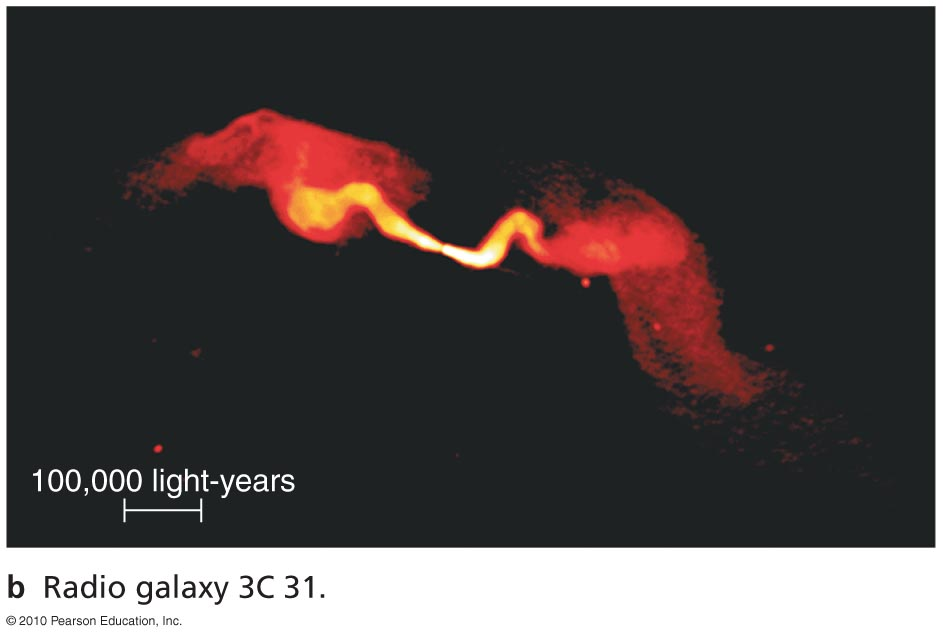 100,000 light-years
b Radio galaxy 3C 31.
© 2010 Pearson Education, Inc.